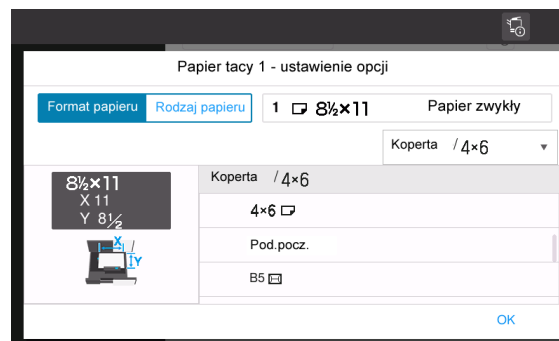 Papier tacy 1 - ustawienie opcji
Format papieru Rodzaj papieru 1 8½×11 Papier zwykły
Koperta /4×6
8½×11
X 11
Y 8½
X
Y
Koperta /4×6
4×6
Pod.pocz.
B5
OK